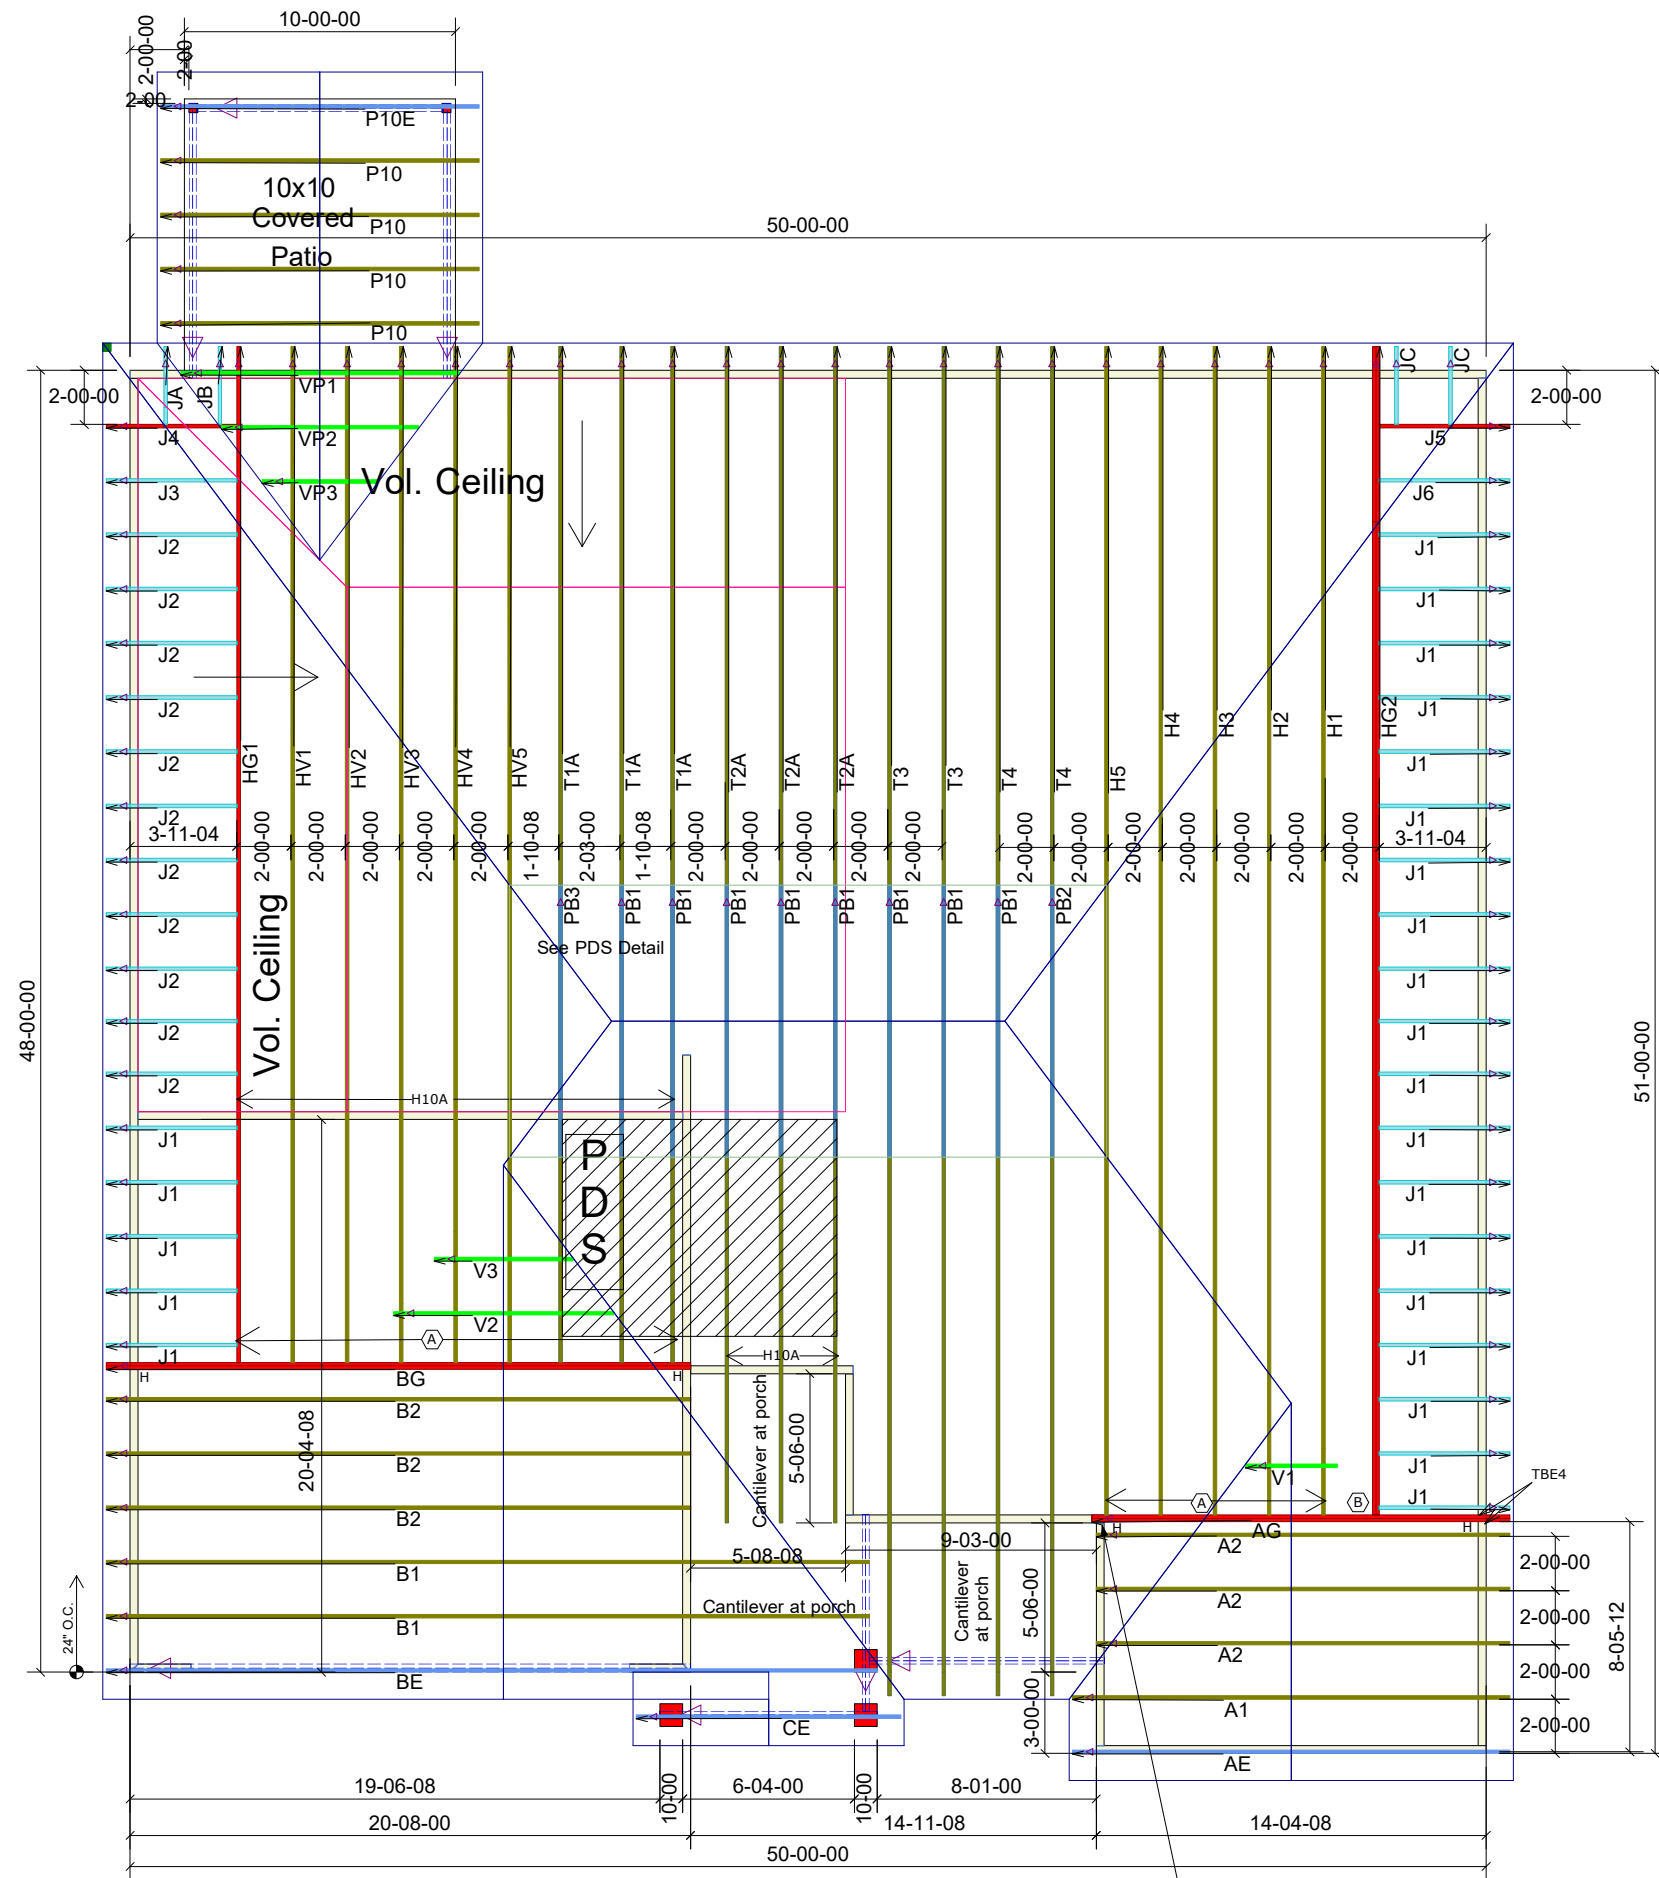 10-00-00
2-00-00
2-00
2-00
P10E
P10
10x10
Covered
P10
Patio
P10
P10
50-00-00
2-00-00
JA
JB
VP1
JC
JC
2-00-00
J4
VP2
J5
J3
VP3
Vol. Ceiling
J6
J2
J1
J2
J1
J2
J1
J2
J1
J2
J1
J2
J1
HG1
HV1
HV2
HV3
HV4
HV5
T1A
T1A
T1A
T2A
T2A
T2A
T3
T3
T4
T4
H5
H4
H3
H2
H1
HG2
3-11-04
2-00-00
2-00-00
2-00-00
2-00-00
2-00-00
1-10-08
2-03-00
1-10-08
2-00-00
2-00-00
2-00-00
2-00-00
2-00-00
2-00-00
2-00-00
2-00-00
2-00-00
2-00-00
2-00-00
2-00-00
3-11-04
J2
J1
J2
J1
PB3
PB1
PB1
PB1
PB1
PB1
PB1
PB1
PB1
PB2
Vol. Ceiling
See PDS Detail
J2
J1
J2
J1
J2
J1
48-00-00
51-00-00
H10A
J1
J1
J1
J1
J1
J1
J1
J1
J1
J1
P
D
S
V3
V2
A
H10A
BG
H
H
B2
B2
B2
B1
B1
BE
20-04-08
Cantilever at porch
5-06-00
5-08-08
Cantilever at porch
9-03-00
Cantilever
at porch
5-06-00
3-00-00
J1
J1
J1
V1
A
B
TBE4
AG
H
H
A2
A2
A2
A1
AE
2-00-00
2-00-00
2-00-00
2-00-00
8-05-12
24" O.C.
CE
19-06-08
10-00
6-04-00
10-00
8-01-00
20-08-00
14-11-08
14-04-08
50-00-00